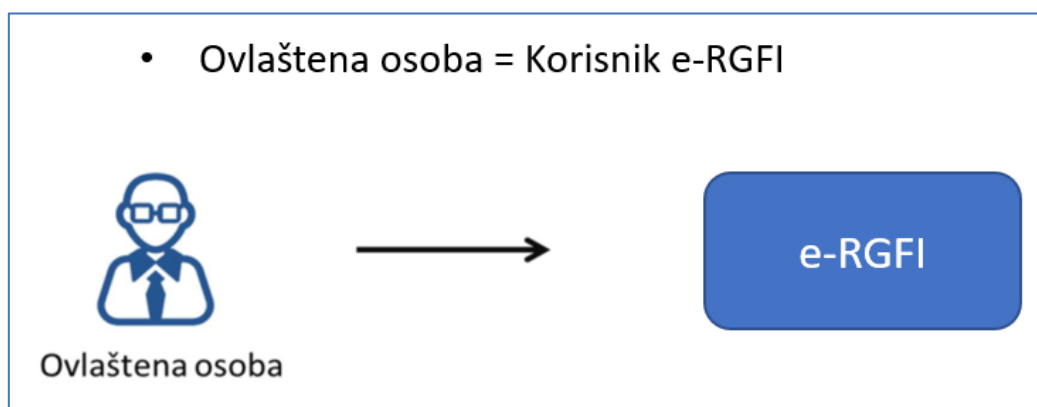 • Ovlaštena osoba = Korisnik e-RGFI
e-RGFI
Ovlaštena osoba